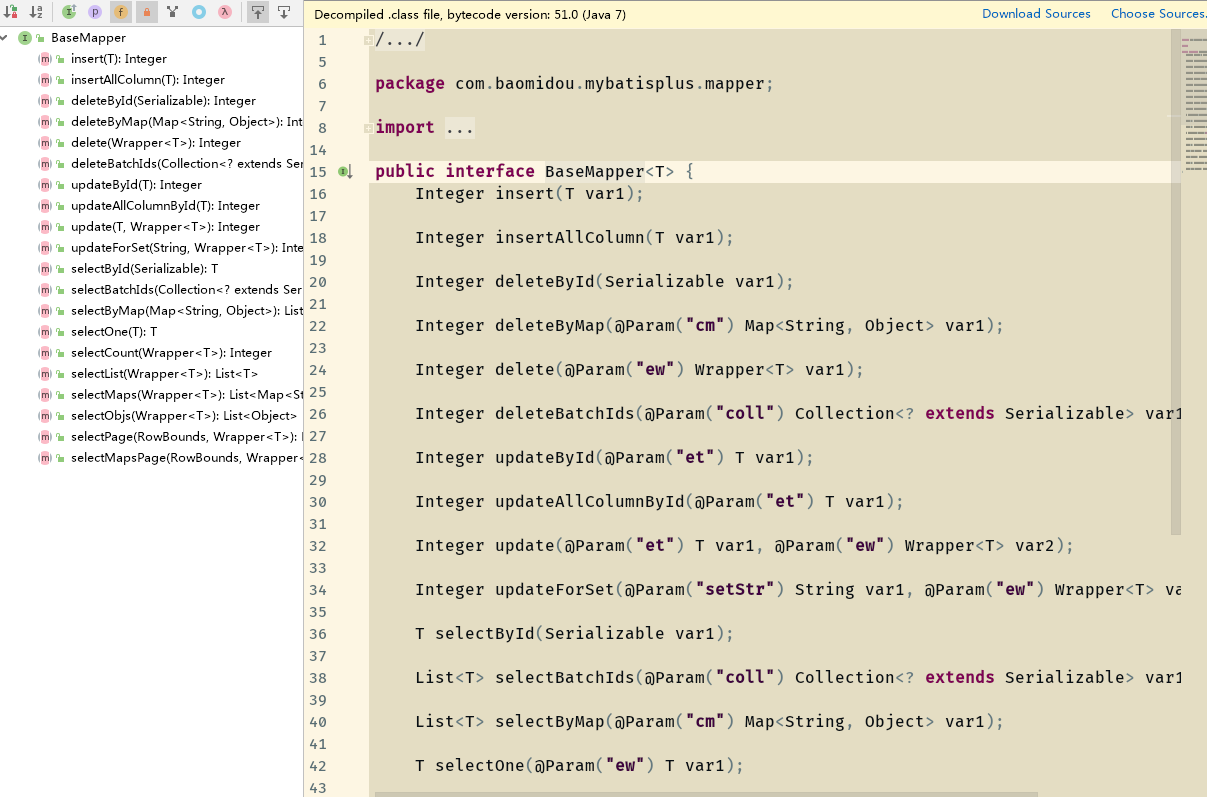 Decompiled .class file, bytecode version: 51.0 (Java 7) Download Sources Choose Sources.
BaseMapper
insert(T): Integer
insertAllColumn(T): Integer
deleteById(Serializable): Integer
deleteByMap(Map<String, Object>): Int
delete(Wrapper<T>): Integer
deleteBatchIds(Collection<? extends Ser
updateById(T): Integer
updateAllColumnById(T): Integer
update(T, Wrapper<T>): Integer
updateForSet(String, Wrapper<T>): Inte
selectById(Serializable): T
selectBatchIds(Collection<? extends Ser
selectByMap(Map<String, Object>): List
selectOne(T): T
selectCount(Wrapper<T>): Integer
selectList(Wrapper<T>): List<T>
selectMaps(Wrapper<T>): List<Map<St
selectObjs(Wrapper<T>): List<Object>
selectPage(RowBounds, Wrapper<T>):
selectMapsPage(RowBounds, Wrapper<
1 /.../
5
6 package com.baomidou.mybatisplus.mapper;
7
8 import ...
14
15 public interface BaseMapper<T> {
16 Integer insert(T var1);
17
18 Integer insertAllColumn(T var1);
19
20 Integer deleteById(Serializable var1);
21
22 Integer deleteByMap(@Param("cm") Map<String, Object> var1);
23
24 Integer delete(@Param("ew") Wrapper<T> var1);
25
26 Integer deleteBatchIds(@Param("coll") Collection<? extends Serializable> var1
27
28 Integer updateById(@Param("et") T var1);
29
30 Integer updateAllColumnById(@Param("et") T var1);
31
32 Integer update(@Param("et") T var1, @Param("ew") Wrapper<T> var2);
33
34 Integer updateForSet(@Param("setStr") String var1, @Param("ew") Wrapper<T> va
35
36 T selectById(Serializable var1);
37
38 List<T> selectBatchIds(@Param("coll") Collection<? extends Serializable> var1
39
40 List<T> selectByMap(@Param("cm") Map<String, Object> var1);
41
42 T selectOne(@Param("ew") T var1);
43